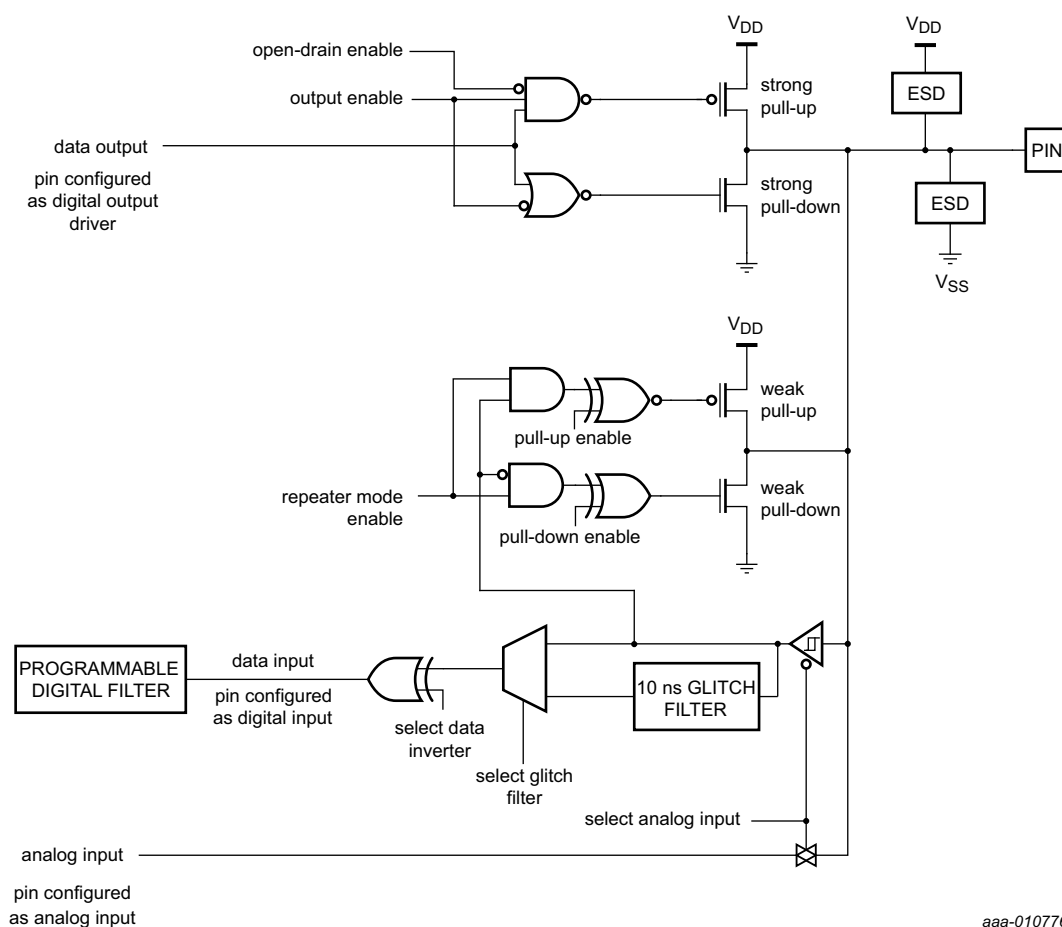 VDD
VDD
open-drain enable
output enable
strong
pull-up
ESD
data output
PIN
pin configured
as digital output
driver
strong
pull-down
ESD
VSS
VDD
weak
pull-up
pull-up enable
repeater mode
enable
weak
pull-down
pull-down enable
PROGRAMMABLE
DIGITAL FILTER
data input
pin configured
as digital input
select data
inverter
10 ns GLITCH
FILTER
select glitch
filter
select analog input
analog input
pin configured
as analog input
aaa-010776